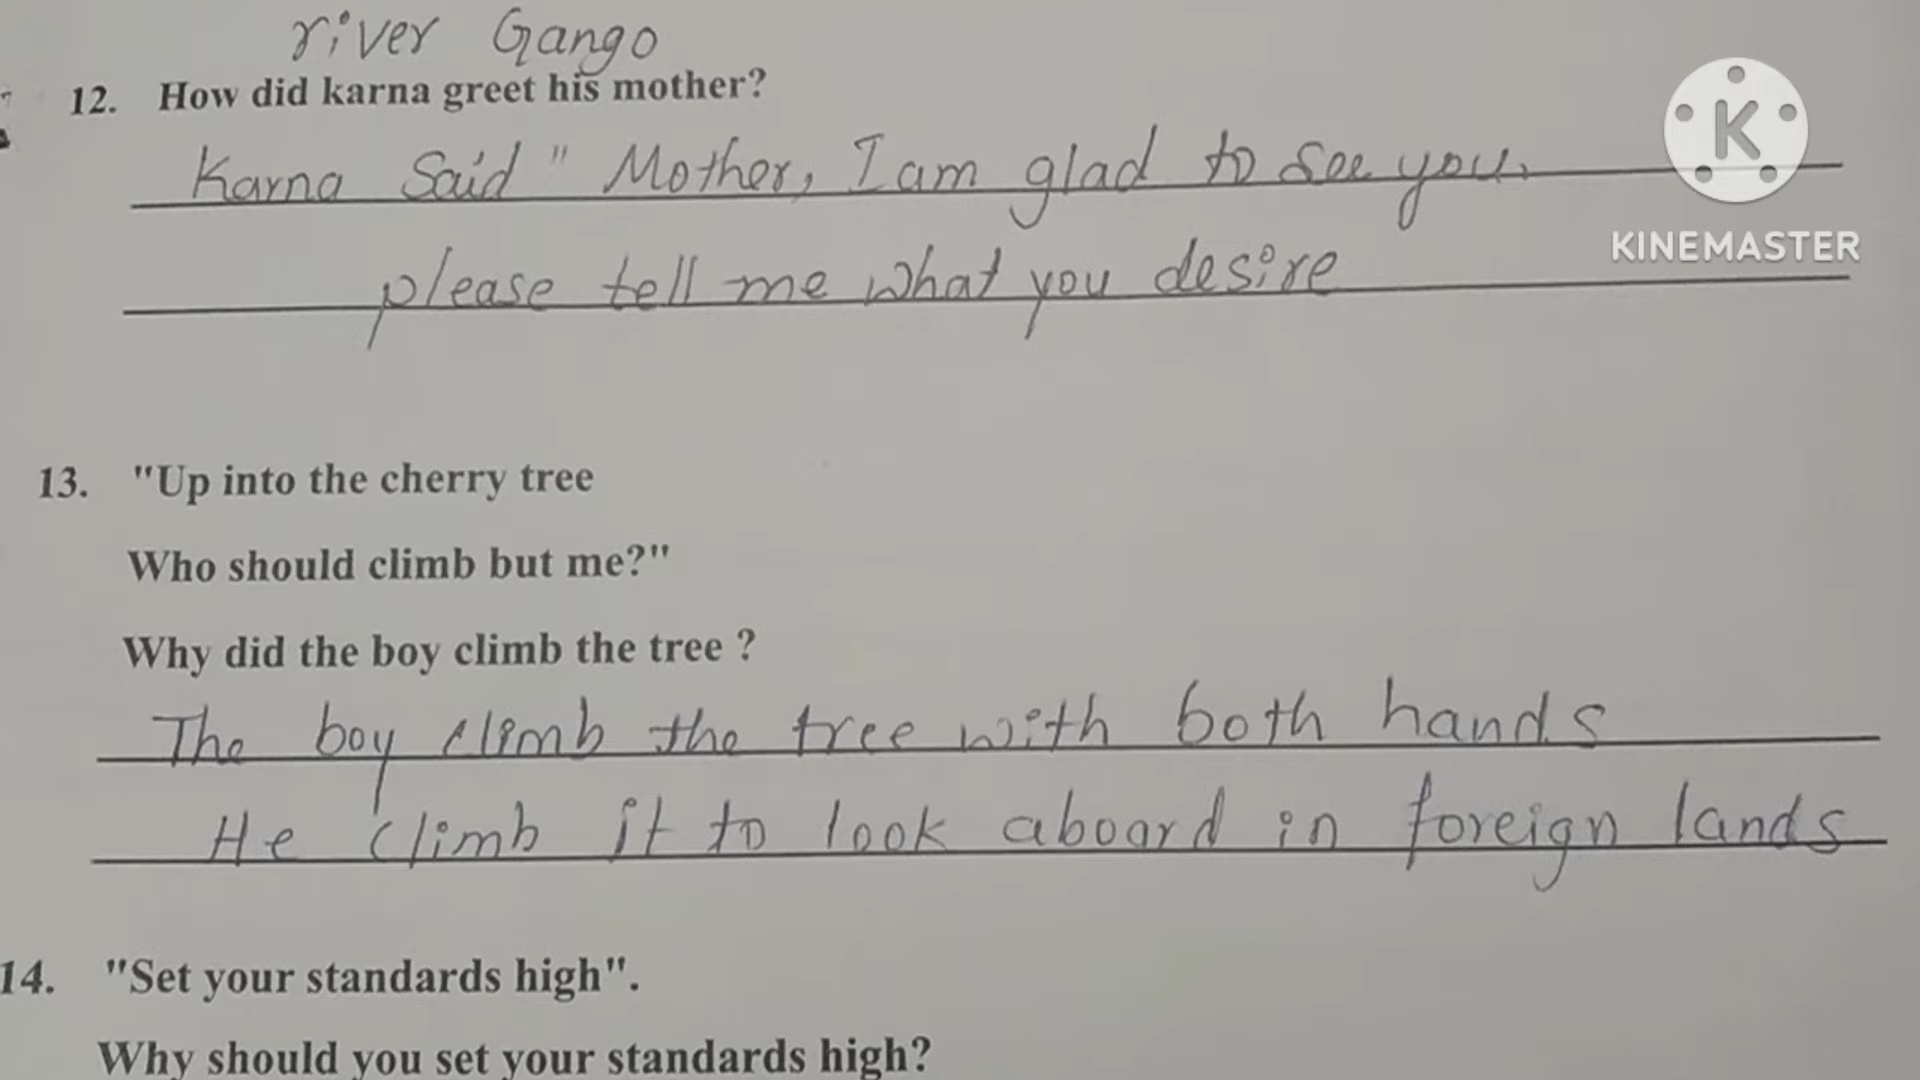 river Gango
12. How did karna greet his mother?
Karna Said " Mother, I am glad to see you.
please tell me what you desire
13. "Up into the cherry tree
Who should climb but me?"
Why did the boy climb the tree ?
The boy climb the tree with both hands
He climb it to look aboard in foreign lands
14. "Set your standards high".
Why should you set your standards high?
K
KINEMASTER